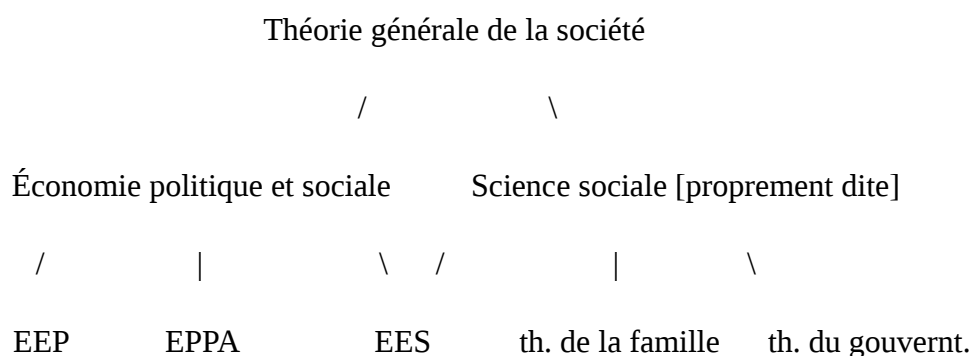 Théorie générale de la société
/ \
Économie politique et sociale Science sociale [proprement dite]
/ | \ / | \
EEP EPPA EES th. de la famille th. du gouvernt.